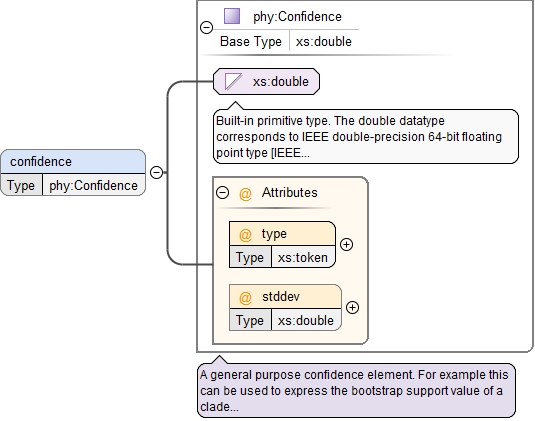 phy:Confidence
Base Type xs:double
xs:double
Built-in primitive type. The double datatype
corresponds to IEEE double-precision 64-bit floating
point type [IEEE...
confidence
Type phy:Confidence
@ Attributes
@ type
Type xs:token
@ stddev
Type xs:double
A general purpose confidence element. For example this
can be used to express the bootstrap support value of a
clade...